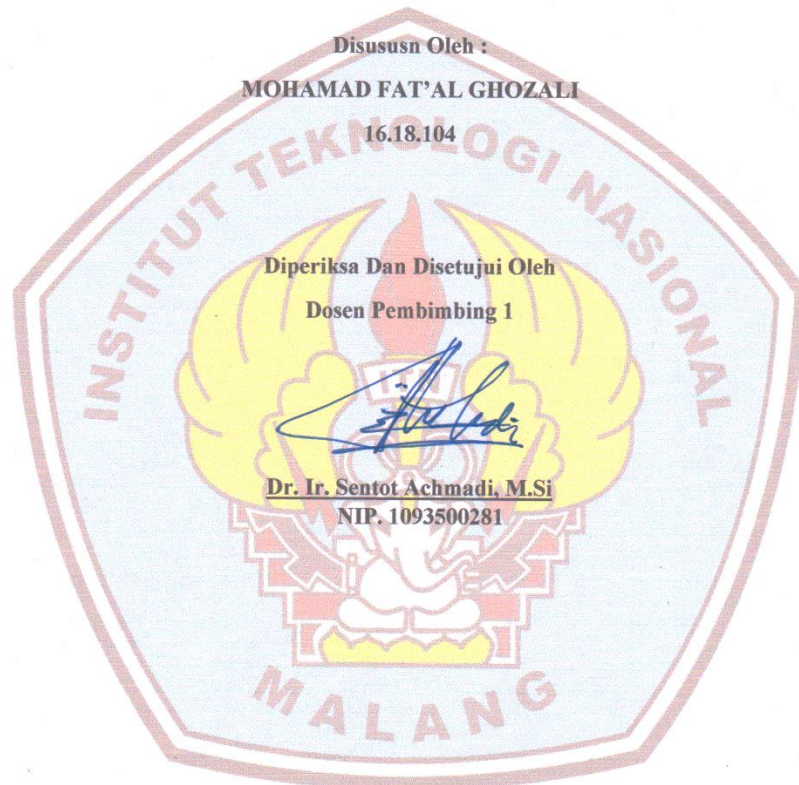 Disususn Oleh :
MOHAMAD FAT'AL GHOZALI
16.18.104
INSTITUT TEKNOLOGI NASIONAL
Diperiksa Dan Disetujui Oleh
Dosen Pembimbing 1
ITN
Dr. Ir. Sentot Achmadi, M.Si
NIP. 1093500281
MALANG